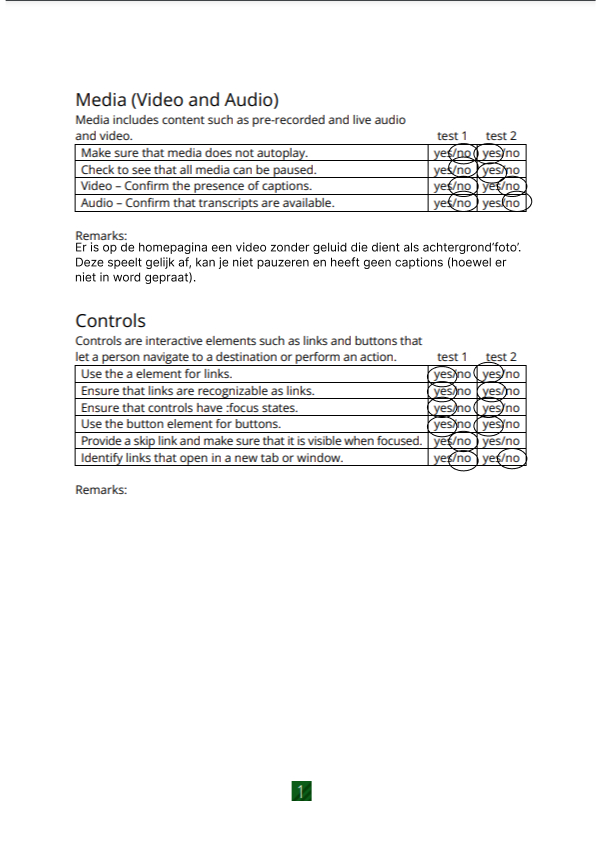 Media (Video and Audio)
Media includes content such as pre-recorded and live audio
and video. test 1 test 2
Make sure that media does not autoplay. yes/no yes/no
Check to see that all media can be paused. yes/no yes/no
Video – Confirm the presence of captions. yes/no yes/no
Audio – Confirm that transcripts are available. yes/no yes/no
Remarks:
Er is op de homepagina een video zonder geluid die dient als achtergrond'foto'.
Deze speelt gelijk af, kan je niet pauzeren en heeft geen captions (hoewel er
niet in word gepraat).
Controls
Controls are interactive elements such as links and buttons that
let a person navigate to a destination or perform an action. test 1 test 2
Use the a element for links. yes/no yes/no
Ensure that links are recognizable as links. yes/no yes/no
Ensure that controls have :focus states. yes/no yes/no
Use the button element for buttons. yes/no yes/no
Provide a skip link and make sure that it is visible when focused. yes/no yes/no
Identify links that open in a new tab or window. yes/no yes/no
Remarks:
1